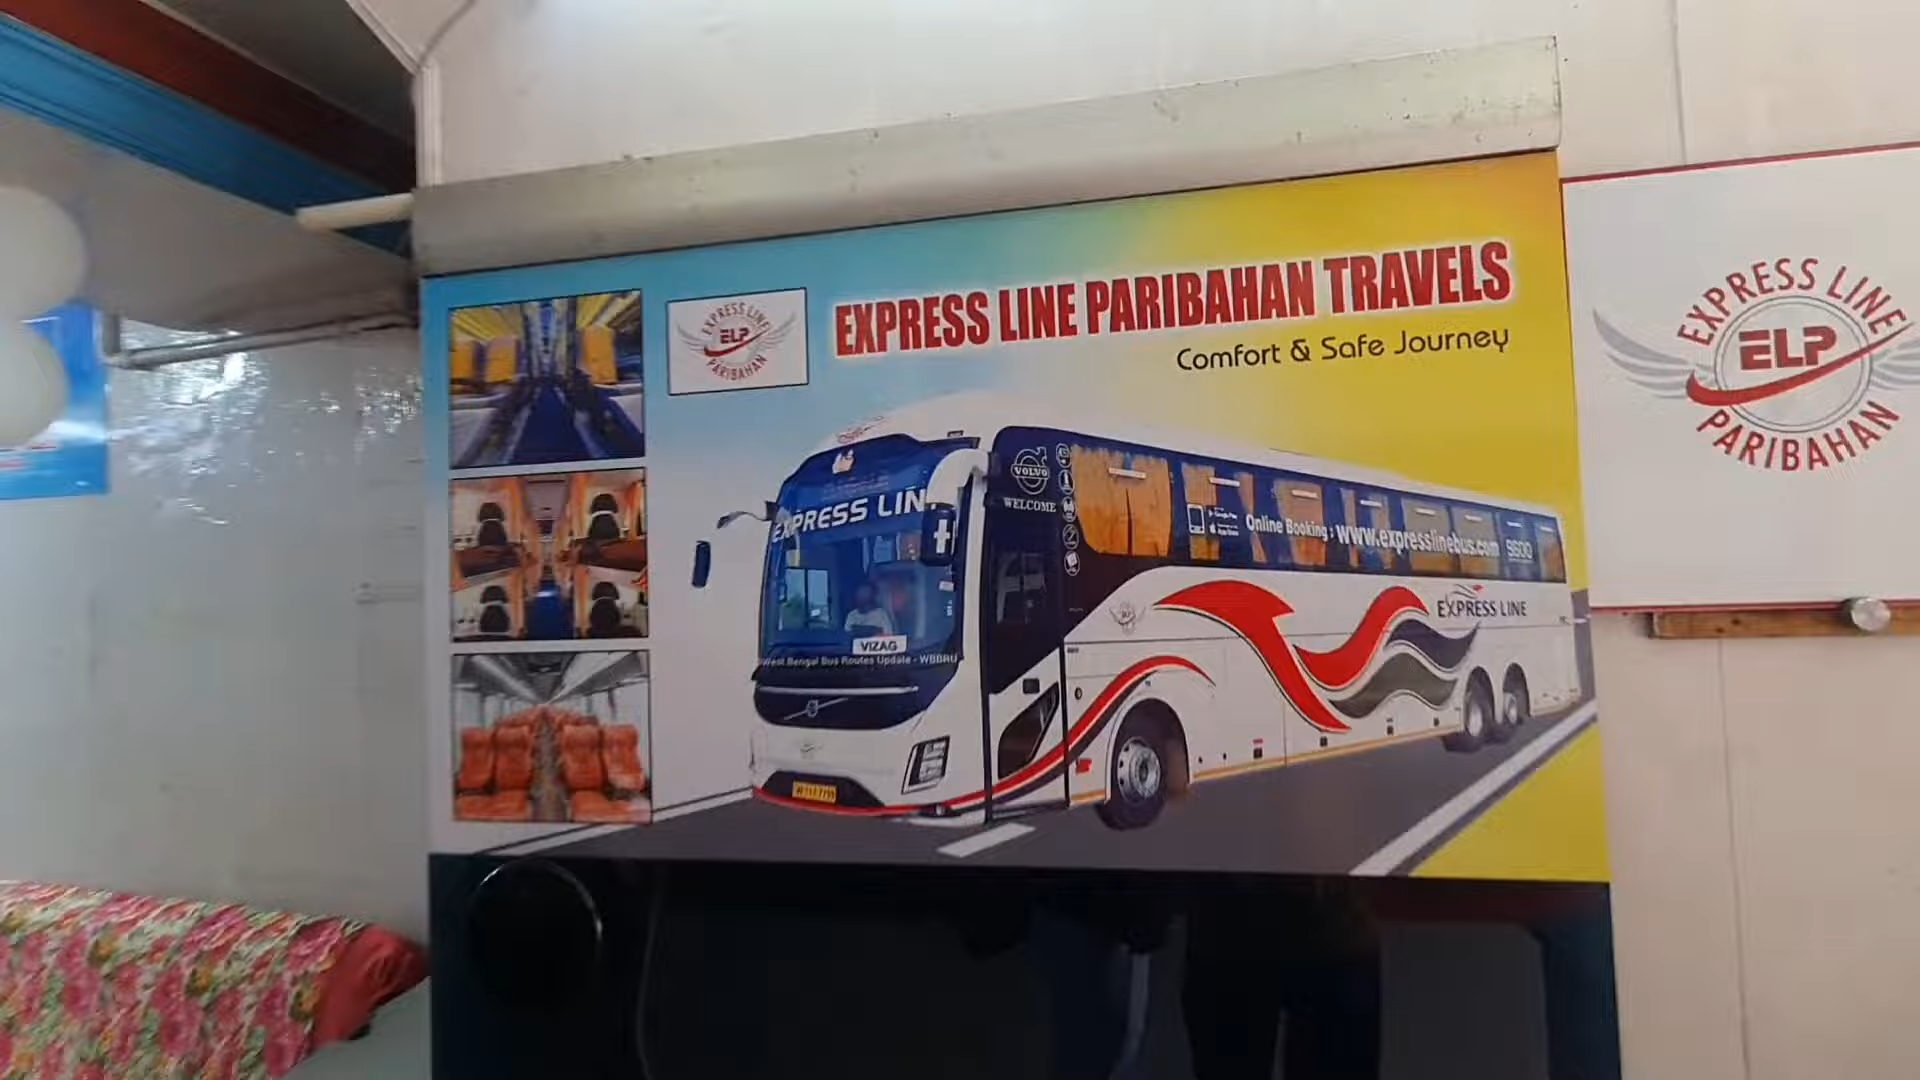 EXPRESS LINE PARIBAHAN TRAVELS
Comfort & Safe Journey
EXPRESS LINE
ELP
PARIBAHAN
EXPRESS LINE
ELP
PARIBAHAN
EXPRESS LIN
VOLVO
WELCOME
Online Booking : www.expresslinebus.com 9600
EXPRESS LINE
VIZAG
West Bengal Bus Routes Update - WBBRU